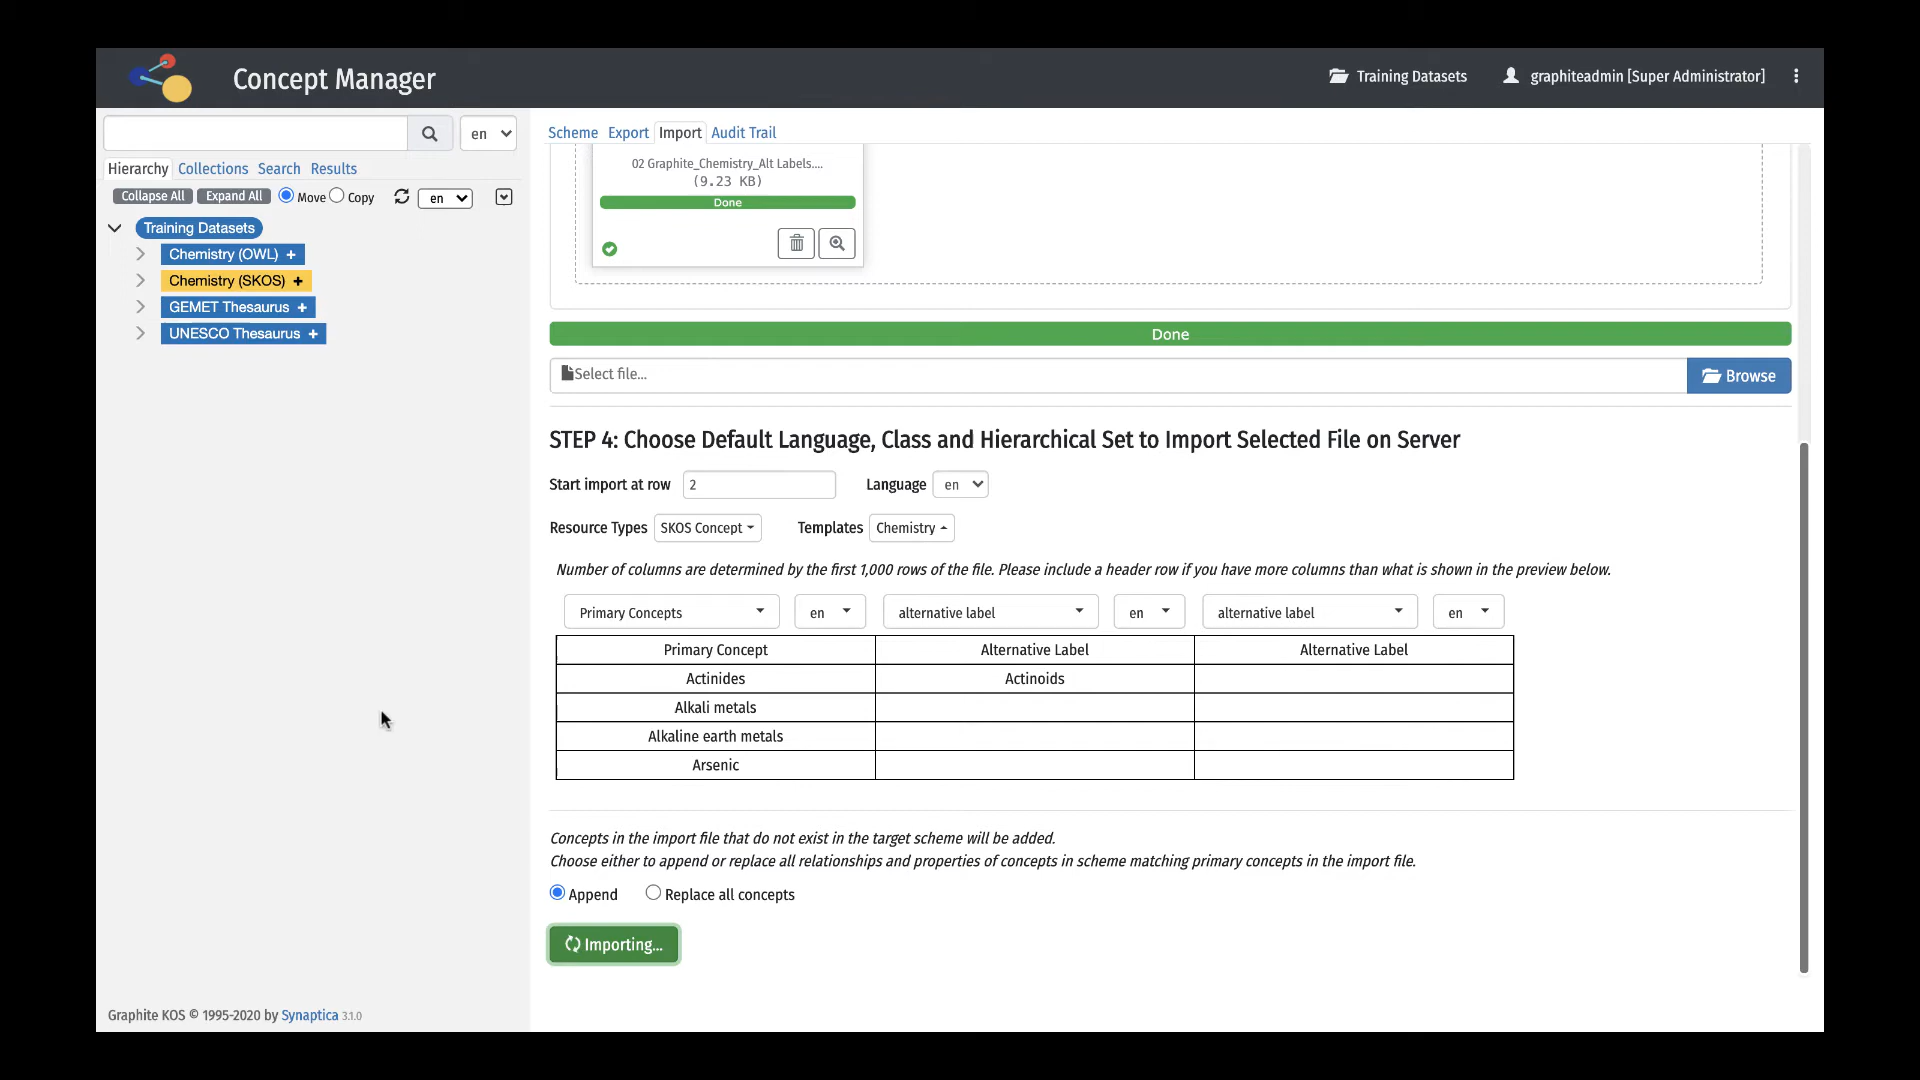 Concept Manager
Training Datasets
graphiteadmin [Super Administrator]
en
Scheme Export Import Audit Trail
Hierarchy Collections Search Results
Collapse All Expand All Move Copy en
Training Datasets
Chemistry (OWL) +
Chemistry (SKOS) +
GEMET Thesaurus +
UNESCO Thesaurus +
02 Graphite_Chemistry_Alt Labels....
(9.23 KB)
Done
Done
Select file...
Browse
STEP 4: Choose Default Language, Class and Hierarchical Set to Import Selected File on Server
Start import at row 2 Language en
Resource Types SKOS Concept Templates Chemistry
Number of columns are determined by the first 1,000 rows of the file. Please include a header row if you have more columns than what is shown in the preview below.
Primary Concepts en alternative label en alternative label en
Primary Concept Alternative Label Alternative Label
Actinides Actinoids
Alkali metals
Alkaline earth metals
Arsenic
Concepts in the import file that do not exist in the target scheme will be added.
Choose either to append or replace all relationships and properties of concepts in scheme matching primary concepts in the import file.
Append Replace all concepts
Importing...
Graphite KOS © 1995-2020 by Synaptica 3.1.0